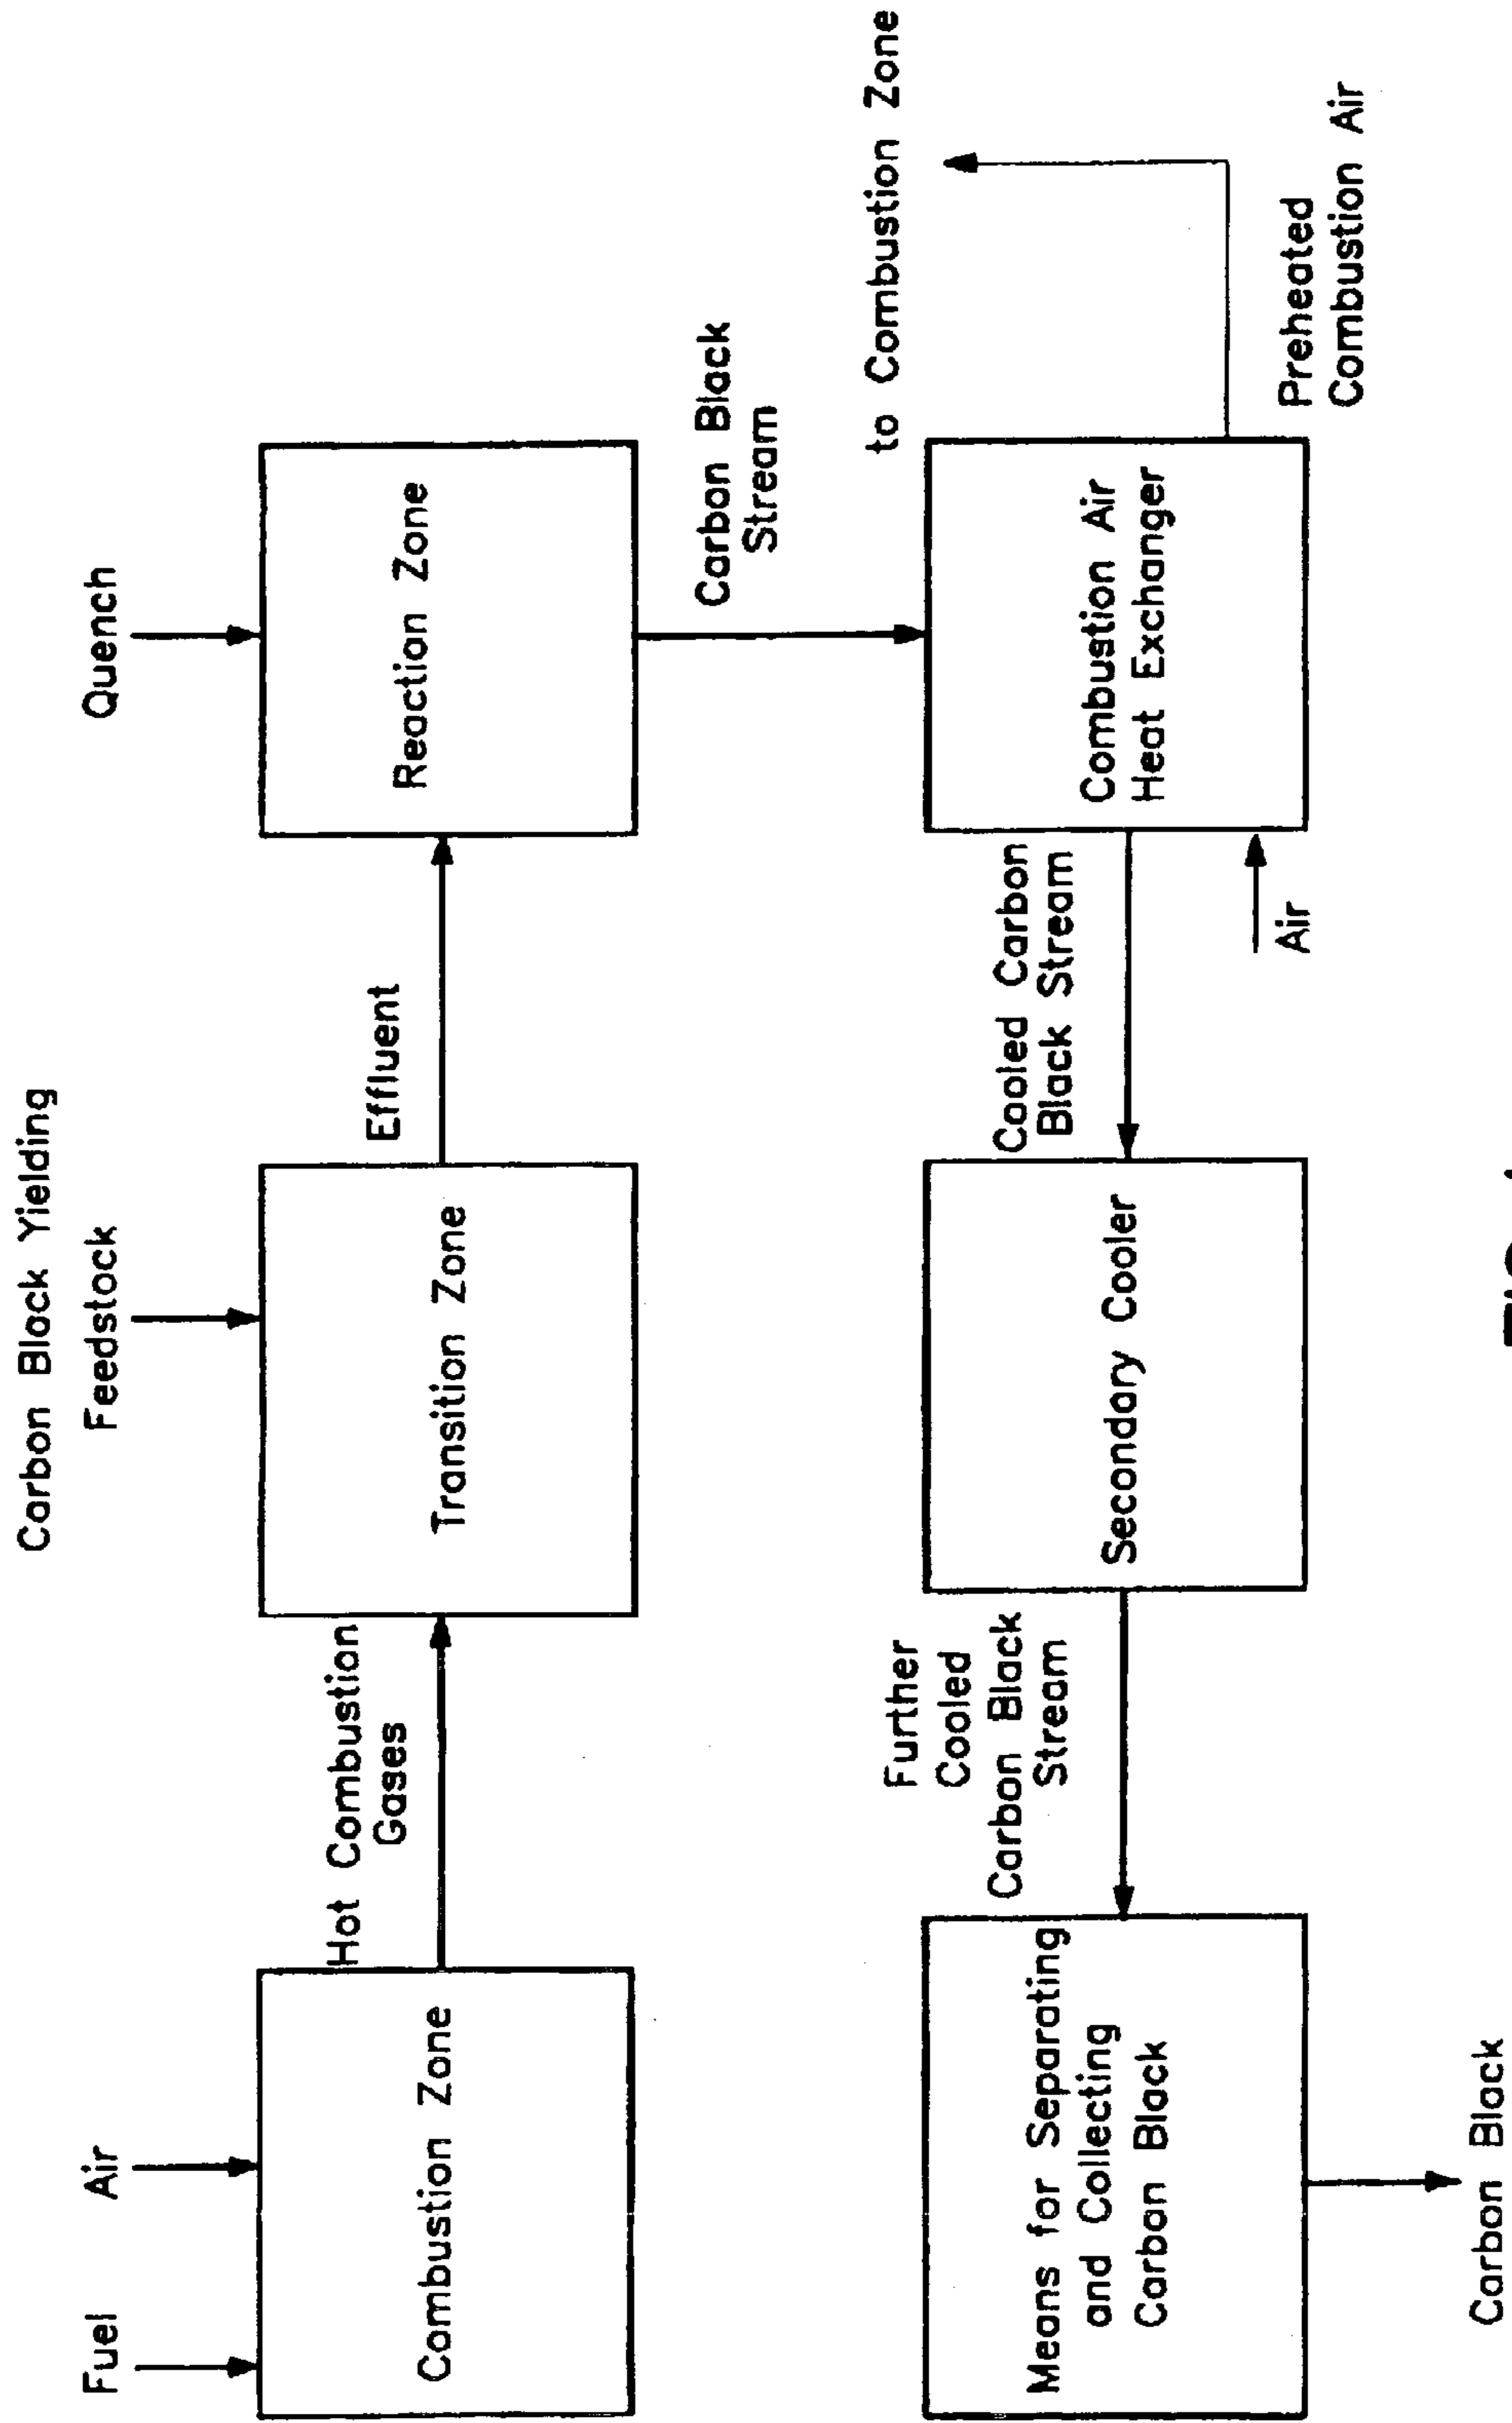 Carbon Black Yielding
Fuel
Air
Feedstock
Quench
Combustion Zone
Hot Combustion
Gases
Transition Zone
Effluent
Reaction Zone
Carbon Black
Stream
to Combustion Zone
Means for Separating
and Collecting
Carbon Black
Further
Cooled
Carbon Black
Stream
Secondary Cooler
Cooled Carbon
Black Stream
Air
Combustion Air
Heat Exchanger
Preheated
Combustion Air
Carbon Black